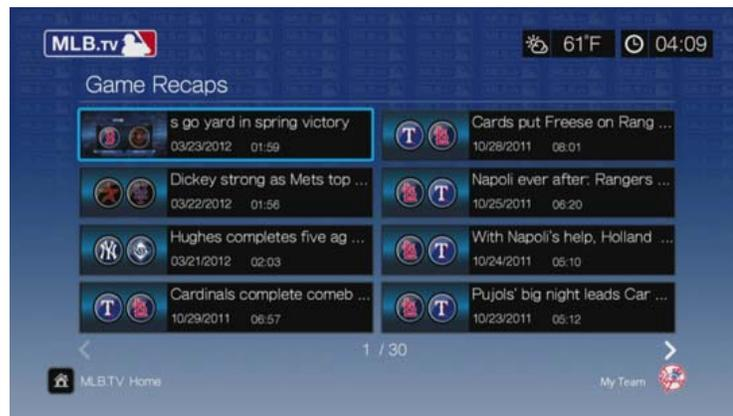 MLB.TV
61°F 04:09
Game Recaps
s go yard in spring victory
03/23/2012 01:59
Dickey strong as Mets top ...
03/22/2012 01:56
Hughes completes five ag ...
03/21/2012 02:03
Cardinals complete comeb ...
10/29/2011 06:57
Cards put Freese on Rang ...
10/28/2011 08:01
Napoli ever after: Rangers ...
10/25/2011 06:20
With Napoli's help, Holland ...
10/24/2011 05:10
Pujols' big night leads Car ...
10/23/2011 05:12
1 / 30
MLB.TV Home
My Team